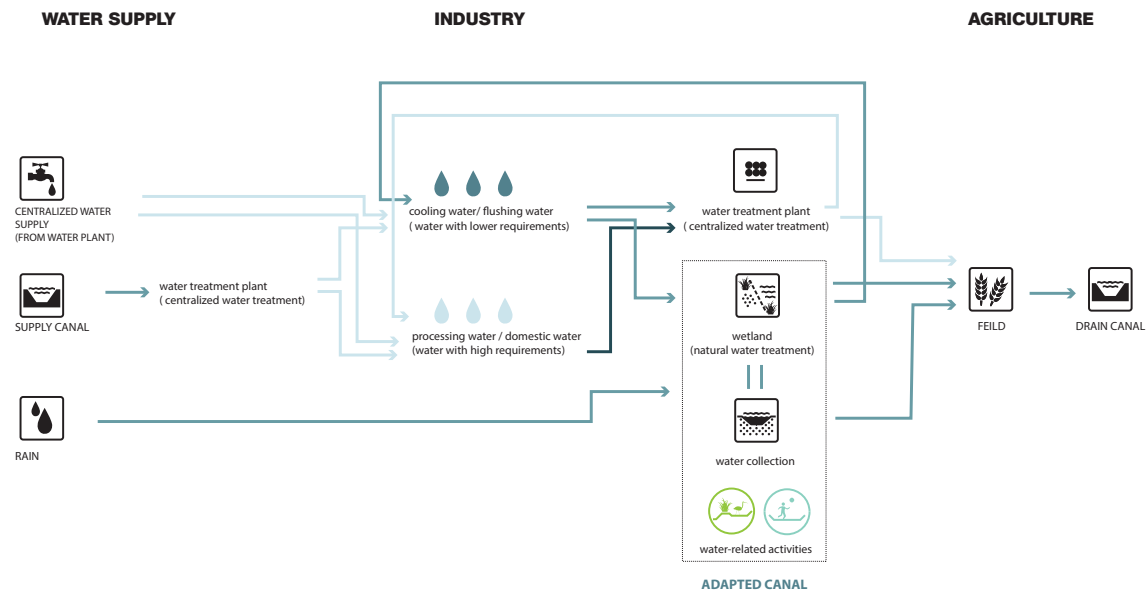 WATER SUPPLY
INDUSTRY
AGRICULTURE
CENTRALIZED WATER
SUPPLY
(FROM WATER PLANT)
cooling water/ flushing water
( water with lower requirements)
water treatment plant
( centralized water treatment)
SUPPLY CANAL
water treatment plant
( centralized water treatment)
processing water / domestic water
(water with high requirements)
wetland
(natural water treatment)
FEILD
DRAIN CANAL
RAIN
water collection
water-related activities
ADAPTED CANAL